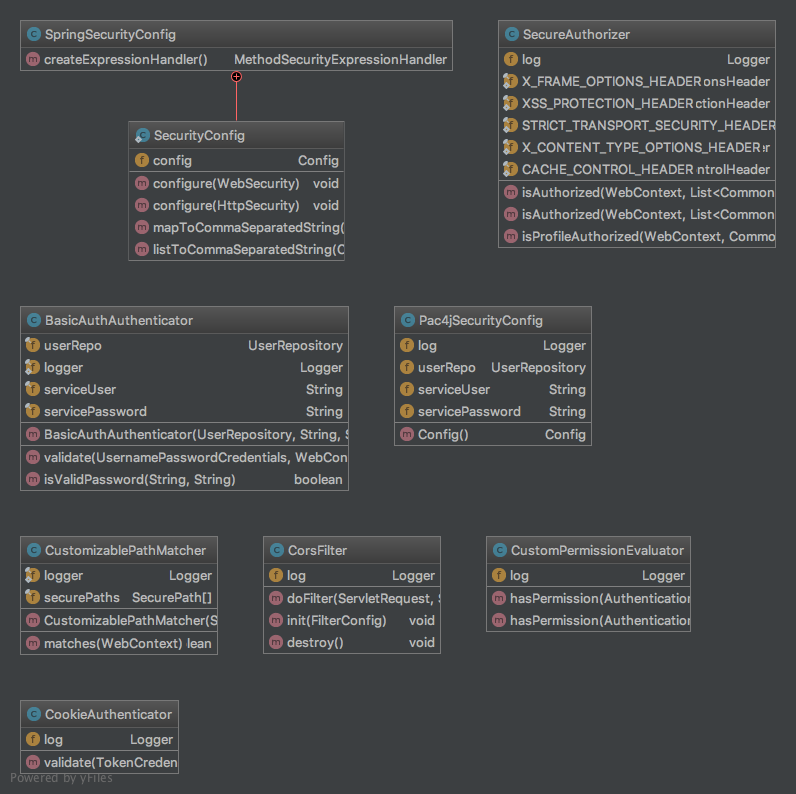 SpringSecurityConfig
createExpressionHandler() MethodSecurityExpressionHandler
SecurityConfig
config Config
configure(WebSecurity) void
configure(HttpSecurity) void
mapToCommaSeparatedString(
listToCommaSeparatedString(C
SecureAuthorizer
log Logger
X_FRAME_OPTIONS_HEADER onsHeader
XSS_PROTECTION_HEADER ctionHeader
STRICT_TRANSPORT_SECURITY_HEADER
X_CONTENT_TYPE_OPTIONS_HEADER r
CACHE_CONTROL_HEADER ntrolHeader
isAuthorized(WebContext, List<Common
isAuthorized(WebContext, List<Common
isProfileAuthorized(WebContext, Commo
BasicAuthAuthenticator
userRepo UserRepository
logger Logger
serviceUser String
servicePassword String
BasicAuthAuthenticator(UserRepository, String, S
validate(UsernamePasswordCredentials, WebCon
isValidPassword(String, String) boolean
Pac4jSecurityConfig
log Logger
userRepo UserRepository
serviceUser String
servicePassword String
Config() Config
CustomizablePathMatcher
logger Logger
securePaths SecurePath[]
CustomizablePathMatcher(S
matches(WebContext) lean
CorsFilter
log Logger
doFilter(ServletRequest, S
init(FilterConfig) void
destroy() void
CustomPermissionEvaluator
log Logger
hasPermission(Authentication
hasPermission(Authentication
CookieAuthenticator
log Logger
validate(TokenCreden
Powered by yFiles